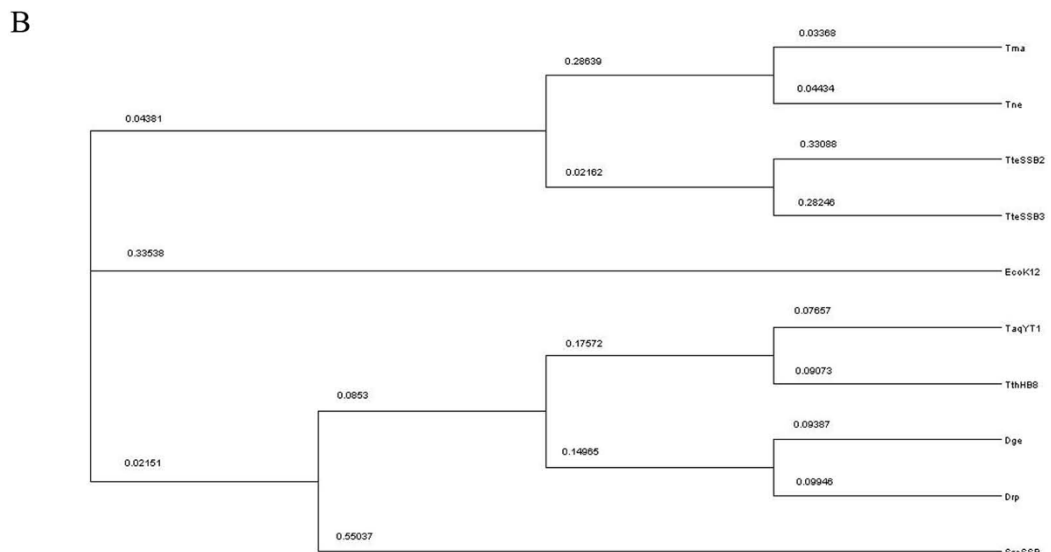 B
0.03368
Tma
0.28639
0.04434
Tne
0.04381
0.33088
TteSSB2
0.02162
0.28246
TteSSB3
0.33538
EcoK12
0.07657
TaqYT1
0.17572
0.09073
TthHB8
0.0853
0.09387
Dge
0.14965
0.02151
0.09946
Drp
0.55037